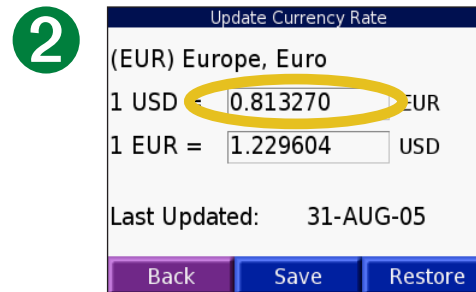 2
Update Currency Rate
(EUR) Europe, Euro
1 USD = 0.813270 EUR
1 EUR = 1.229604 USD
Last Updated: 31-AUG-05
Back Save Restore